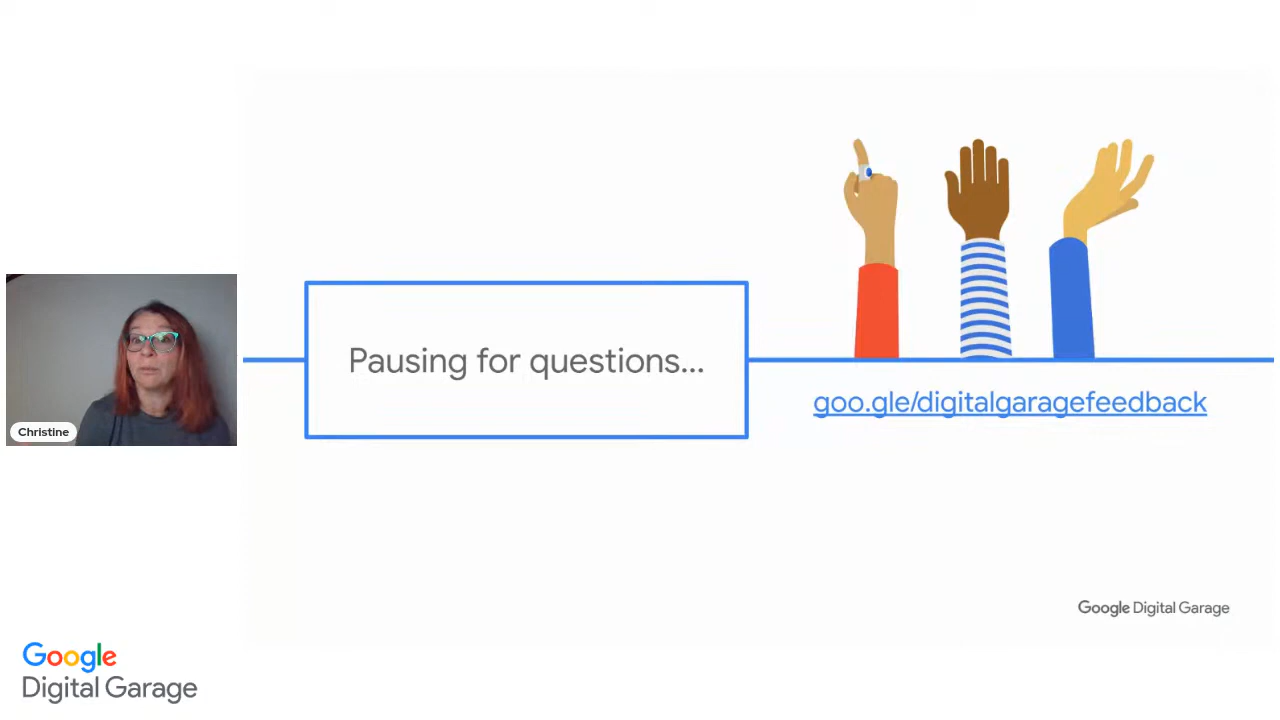 Pausing for questions...
goo.gle/digitalgaragefeedback
Christine
Google Digital Garage
Google
Digital Garage